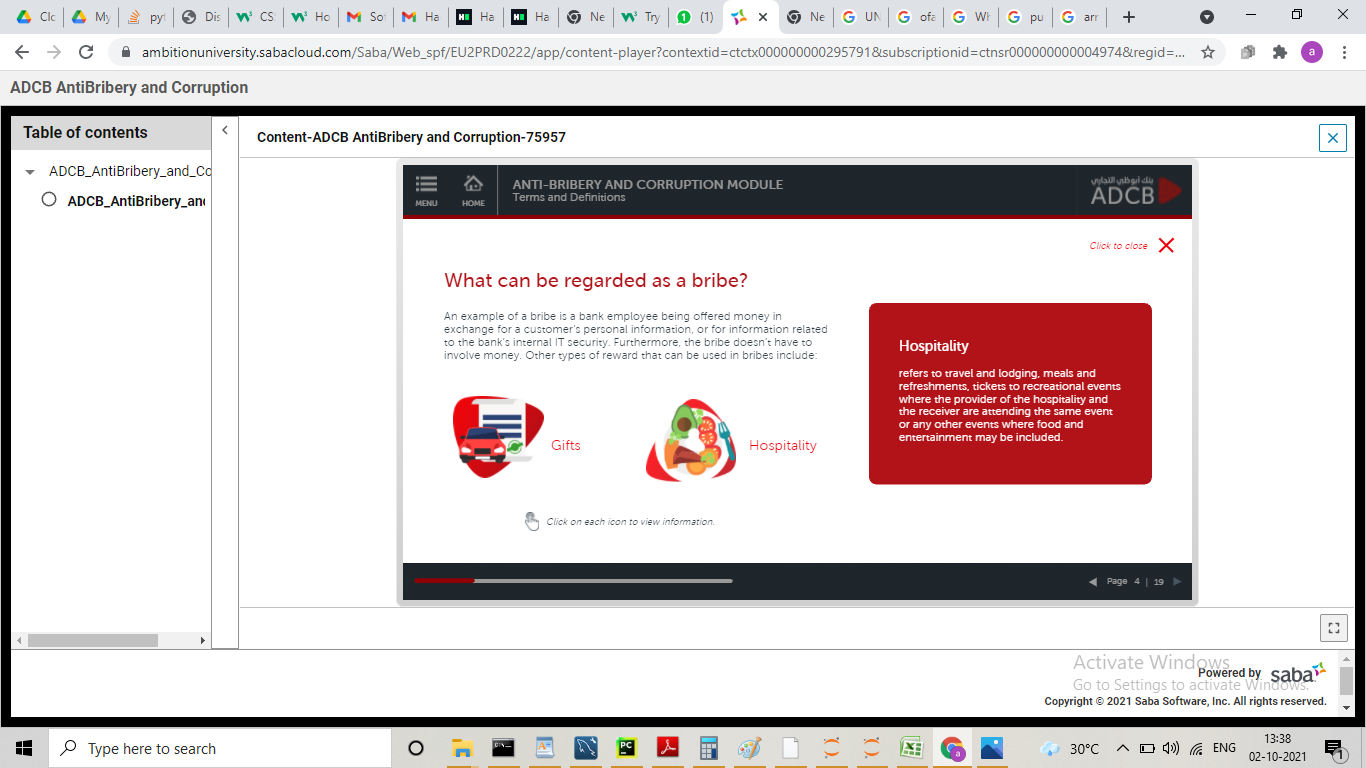 Clo
My
pyt
Dis
CS
Ho
Sof
Ha
Ha
Ha
Ne
Try
(1)
Ne
UN
ofa
Wh
pu
arr
ambitionuniversity.sabacloud.com/Saba/Web_spf/EU2PRD0222/app/content-player?contextid=ctctx000000000295791&subscriptionid=ctnsr000000000004974&regid=...
a
ADCB AntiBribery and Corruption
Table of contents
ADCB_AntiBribery_and_Co
ADCB_AntiBribery_an
Content-ADCB AntiBribery and Corruption-75957
MENU
HOME
ANTI-BRIBERY AND CORRUPTION MODULE
Terms and Definitions
بنك أبوظبي التجاري
ADCB
Click to close
What can be regarded as a bribe?
An example of a bribe is a bank employee being offered money in
exchange for a customer's personal information, or for information related
to the bank's internal IT security. Furthermore, the bribe doesn't have to
involve money. Other types of reward that can be used in bribes include:
Gifts
Hospitality
Click on each icon to view information.
Hospitality
refers to travel and lodging, meals and
refreshments, tickets to recreational events
where the provider of the hospitality and
the receiver are attending the same event
or any other events where food and
entertainment may be included.
Page 4 | 19
Activate Windows
Go to Settings to activate Windows.
Powered by saba
Copyright © 2021 Saba Software, Inc. All rights reserved.
Type here to search
PC
a
30°C
ENG
13:38
02-10-2021
1